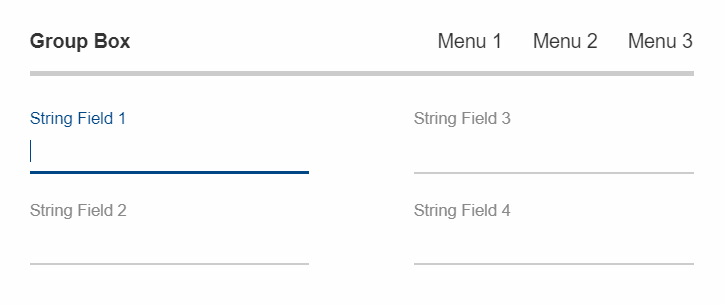 Group Box Menu 1 Menu 2 Menu 3
String Field 1 String Field 3
String Field 2 String Field 4